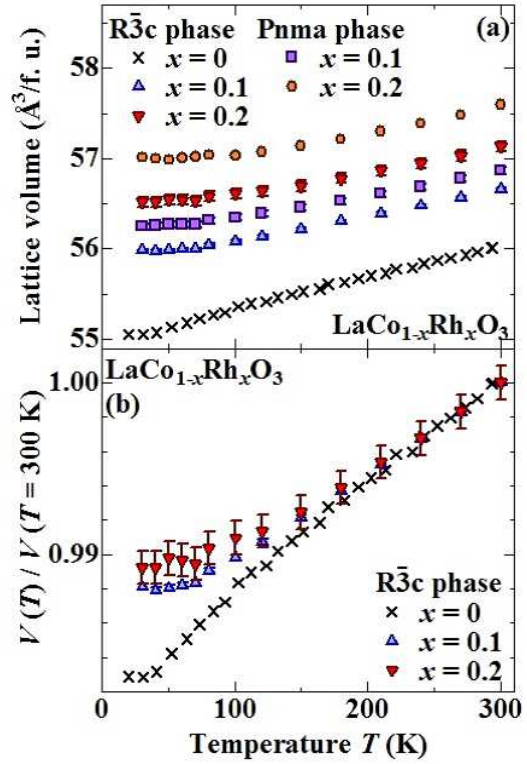 R3̄c phase Pnma phase (a)
x = 0 x = 0.1
x = 0.1 x = 0.2
x = 0.2
58
57
56
55
Lattice volume (Å³/f. u.)
LaCo₁₋ₓRhₓO₃
LaCo₁₋ₓRhₓO₃
(b)
1.00
0.99
V (T) / V (T = 300 K)
R3̄c phase
x = 0
x = 0.1
x = 0.2
0 100 200 300
Temperature T (K)